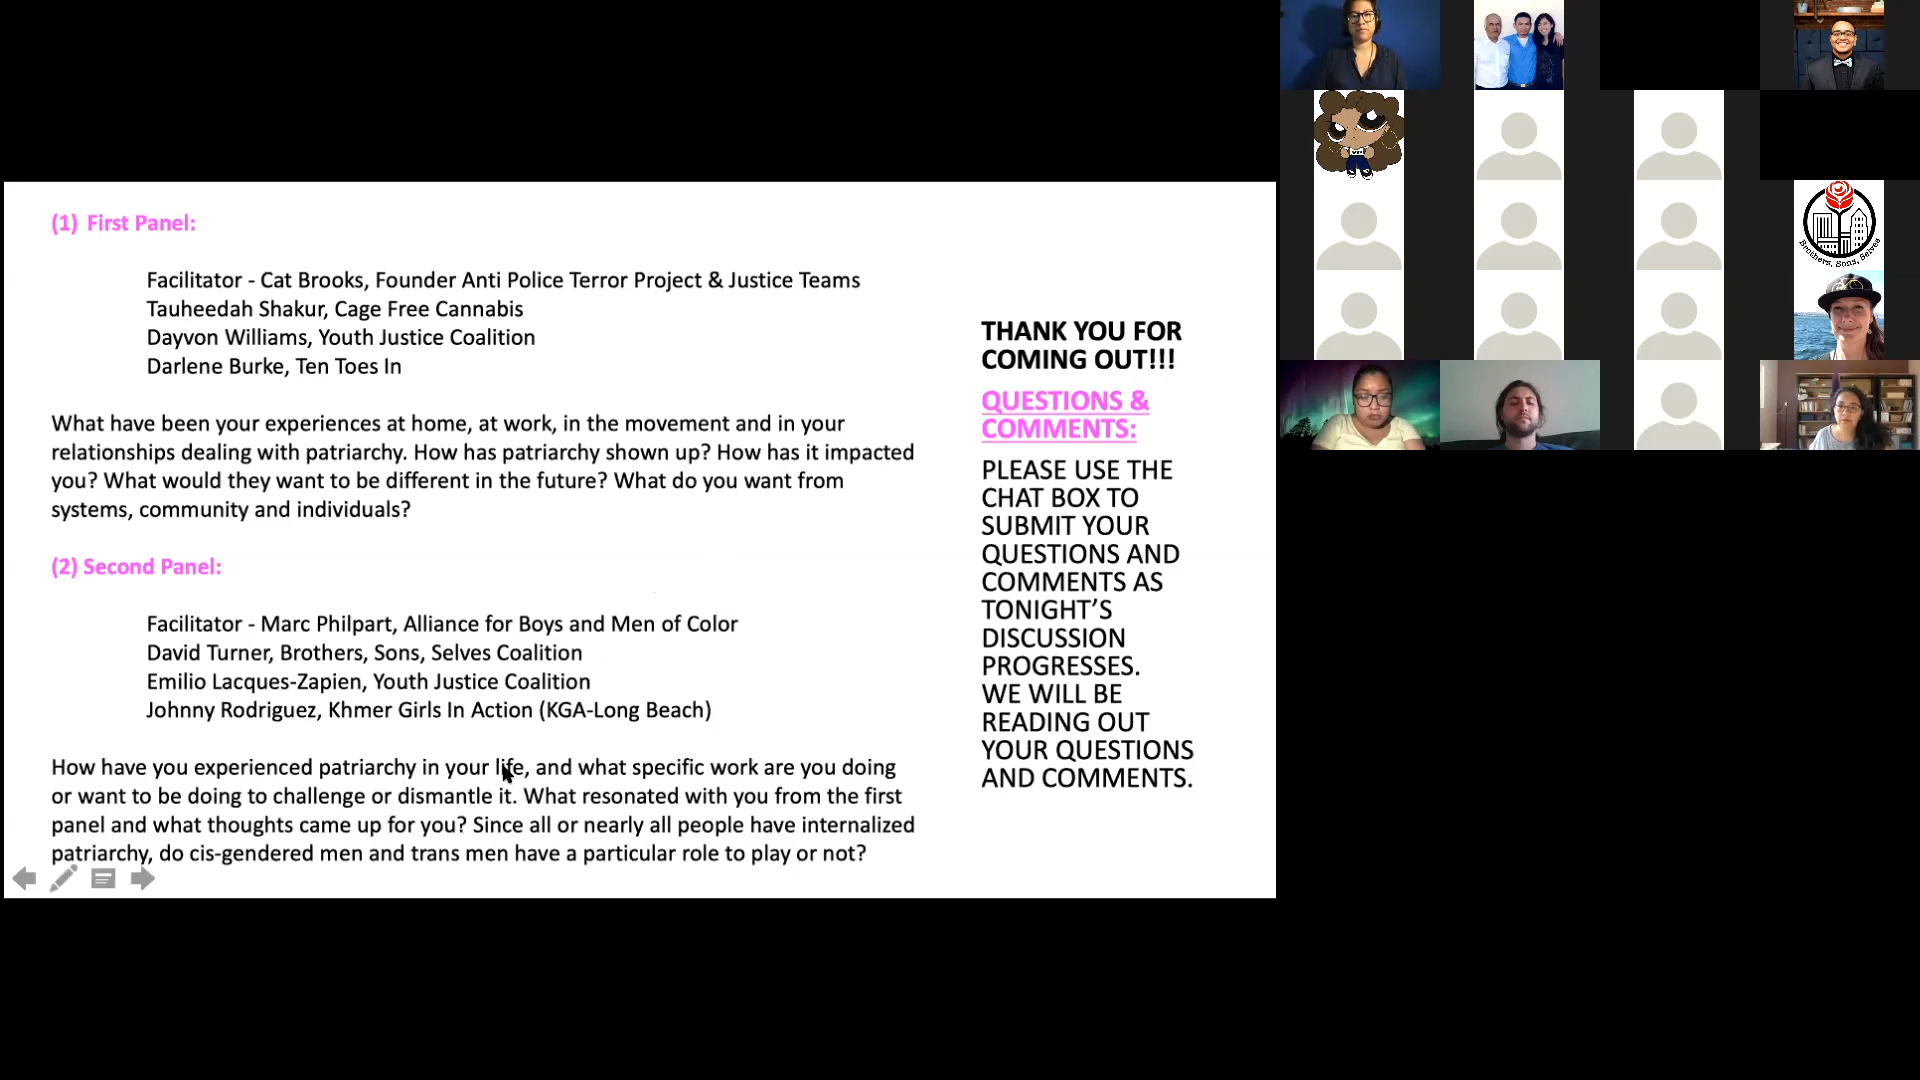 (1) First Panel:
Facilitator - Cat Brooks, Founder Anti Police Terror Project & Justice Teams
Tauheedah Shakur, Cage Free Cannabis
Dayvon Williams, Youth Justice Coalition
Darlene Burke, Ten Toes In
What have been your experiences at home, at work, in the movement and in your
relationships dealing with patriarchy. How has patriarchy shown up? How has it impacted
you? What would they want to be different in the future? What do you want from
systems, community and individuals?
(2) Second Panel:
Facilitator - Marc Philpart, Alliance for Boys and Men of Color
David Turner, Brothers, Sons, Selves Coalition
Emilio Lacques-Zapien, Youth Justice Coalition
Johnny Rodriguez, Khmer Girls In Action (KGA-Long Beach)
How have you experienced patriarchy in your life, and what specific work are you doing
or want to be doing to challenge or dismantle it. What resonated with you from the first
panel and what thoughts came up for you? Since all or nearly all people have internalized
patriarchy, do cis-gendered men and trans men have a particular role to play or not?
THANK YOU FOR
COMING OUT!!!
QUESTIONS &
COMMENTS:
PLEASE USE THE
CHAT BOX TO
SUBMIT YOUR
QUESTIONS AND
COMMENTS AS
TONIGHT'S
DISCUSSION
PROGRESSES.
WE WILL BE
READING OUT
YOUR QUESTIONS
AND COMMENTS.
Brothers, Sons, Selves